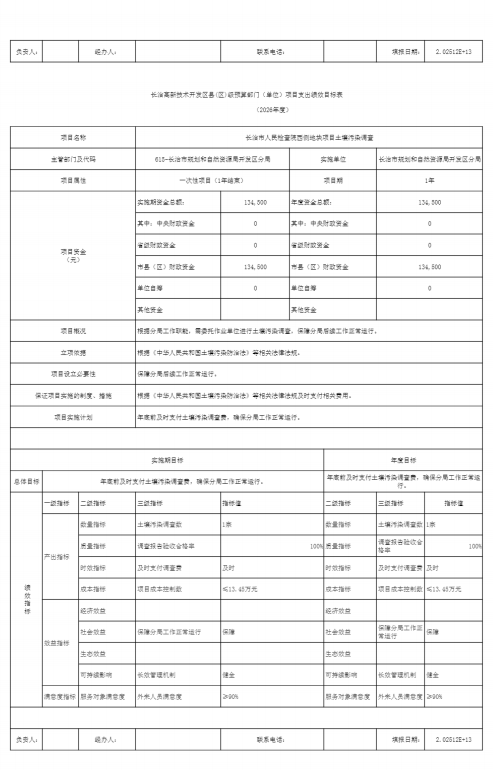 负责人： 经办人： 联系电话： 填报日期： 2.02512E+13
长治高新技术开发区县(区)级预算部门（单位）项目支出绩效目标表
（2026年度）
项目名称 长治市人民检查院西侧地块项目土壤污染调查
主管部门及代码 615-长治市规划和自然资源局开发区分局 实施单位 长治市规划和自然资源局开发区分局
项目属性 一次性项目（1年结束） 项目期 1年
项目资金（元） 实施期资金总额： 134,500 年度资金总额： 134,500
其中：中央财政资金 0 其中：中央财政资金 0
省级财政资金 0 省级财政资金 0
市县（区）财政资金 134,500 市县（区）财政资金 134,500
单位自筹 0 单位自筹 0
其他资金 其他资金
项目概况 根据分局工作职能，需委托作业单位进行土壤污染调查，保障分局后续工作正常运行。
立项依据 根据《中华人民共和国土壤污染防治法》等相关法律法规。
项目设立必要性 保障分局后续工作正常运行。
保证项目实施的制度、措施 根据《中华人民共和国土壤污染防治法》等相关法律法规及时支付相关费用。
项目实施计划 年底前及时支付土壤污染调查费，确保分局工作正常运行。
实施期目标 年度目标
总体目标 年底前及时支付土壤污染调查费，确保分局工作正常运行。 年底前及时支付土壤污染调查费，确保分局工作正常运行。
绩效指标 一级指标 二级指标 三级指标 指标值 二级指标 三级指标 指标值
产出指标 数量指标 土壤污染调查数 1宗 数量指标 土壤污染调查数 1宗
质量指标 调查报告验收合格率 100% 质量指标 调查报告验收合格率 100%
时效指标 及时支付调查费 及时 时效指标 及时支付调查费 及时
成本指标 项目成本控制数 ≤13.45万元 成本指标 项目成本控制数 ≤13.45万元
效益指标 经济效益 经济效益
社会效益 保障分局工作正常运行 保障 社会效益 保障分局工作正常运行 保障
生态效益 生态效益
可持续影响 长效管理机制 健全 可持续影响 长效管理机制 健全
满意度指标 服务对象满意度 外来人员满意度 ≥90% 服务对象满意度 外来人员满意度 ≥90%
负责人： 经办人： 联系电话： 填报日期： 2.02512E+13